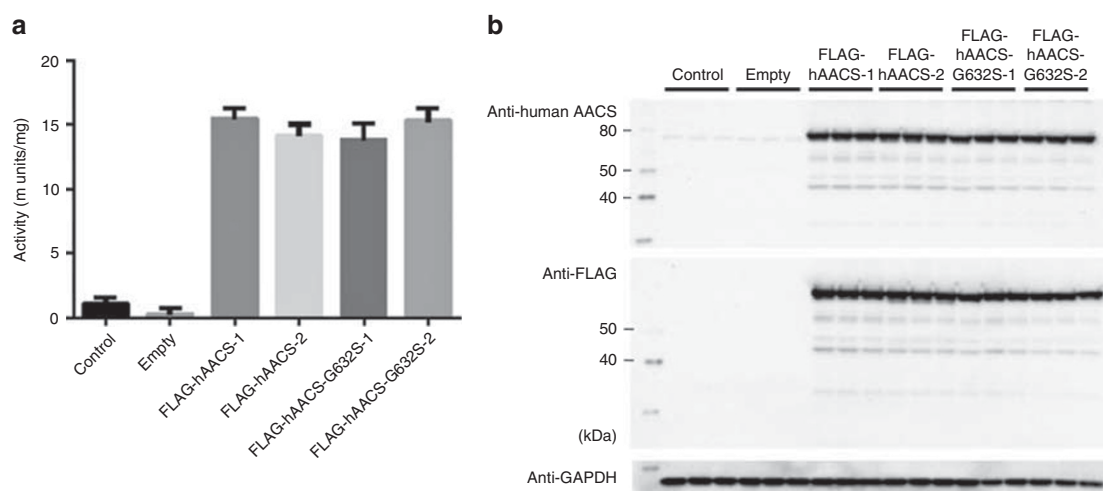 a
20
15
10
5
0
Activity (m units/mg)
Control
Empty
FLAG-hAACS-1
FLAG-hAACS-2
FLAG-hAACS-G632S-1
FLAG-hAACS-G632S-2
b
Control
Empty
FLAG-
hAACS-1
FLAG-
hAACS-2
FLAG-
hAACS-
G632S-1
FLAG-
hAACS-
G632S-2
Anti-human AACS
80
50
40
Anti-FLAG
50
40
(kDa)
Anti-GAPDH